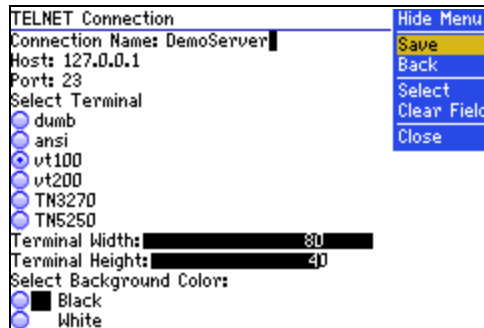 TELNET Connection
Connection Name: DemoServer
Host: 127.0.0.1
Port: 23
Select Terminal
dumb
ansi
vt100
vt200
TN3270
TN5250
Terminal Width: 80
Terminal Height: 40
Select Background Color:
Black
White
Hide Menu
Save
Back
Select
Clear Field
Close